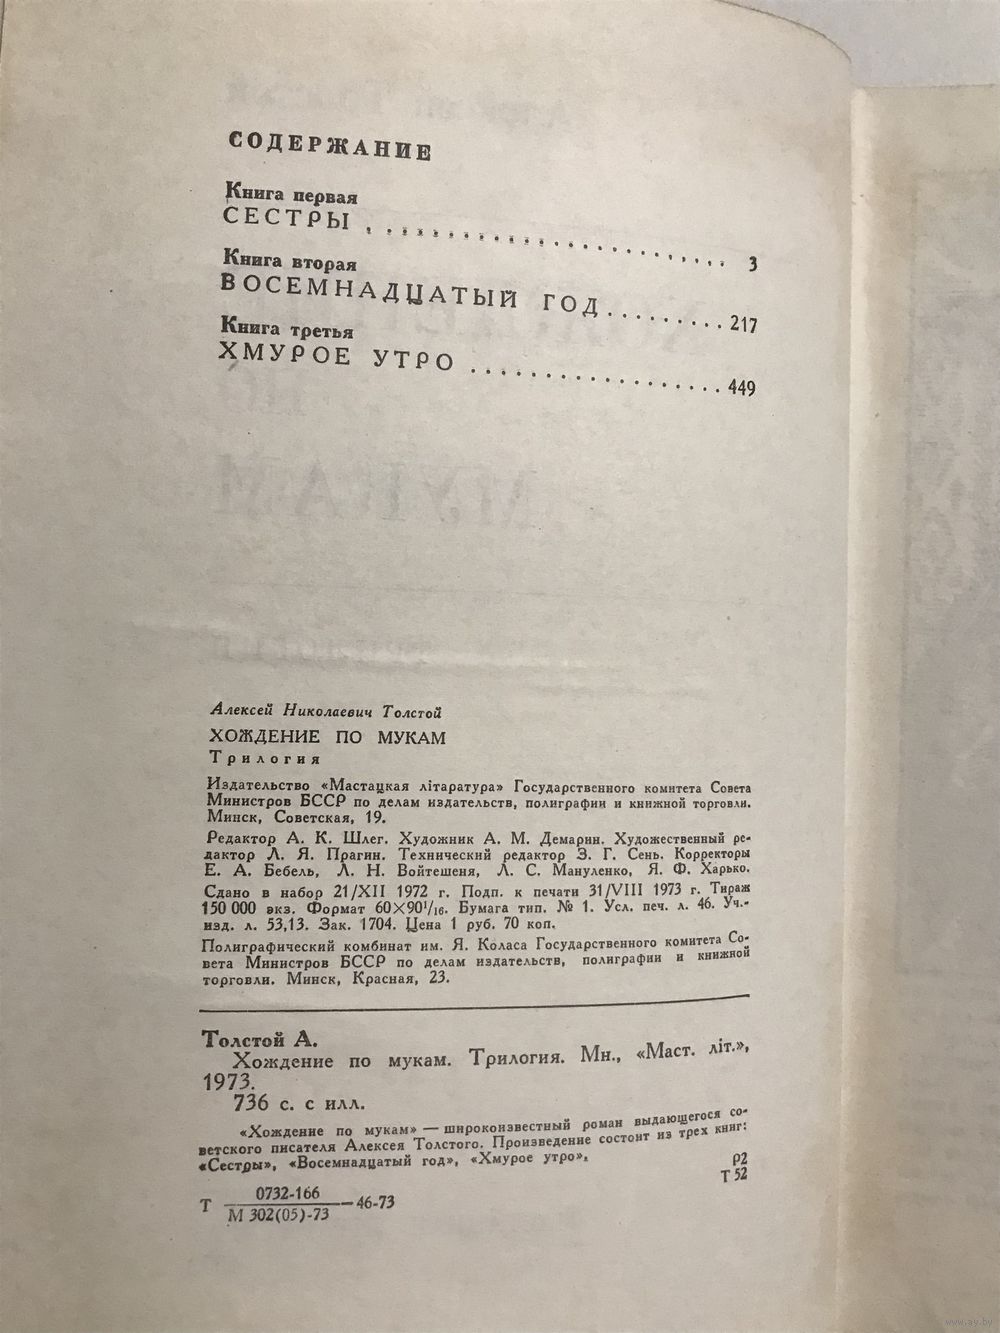 СОДЕРЖАНИЕ
Книга первая
СЕСТРЫ . . . . . . . . . . . . . . . . . . . . 3
Книга вторая
ВОСЕМНАДЦАТЫЙ ГОД . . . . . . . . 217
Книга третья
ХМУРОЕ УТРО . . . . . . . . . . . . . . . . . 449
Алексей Николаевич Толстой
ХОЖДЕНИЕ ПО МУКАМ
Трилогия
Издательство «Мастацкая літаратура» Государственного комитета Совета
Министров БССР по делам издательств, полиграфии и книжной торговли.
Минск, Советская, 19.
Редактор А. К. Шлег. Художник А. М. Демарин. Художественный ре-
дактор Л. Я. Прагин. Технический редактор З. Г. Сень. Корректоры
Е. А. Бебель, Л. Н. Войтешеня, Л. С. Мануленко, Я. Ф. Харько.
Сдано в набор 21/XII 1972 г. Подп. к печати 31/VIII 1973 г. Тираж
150 000 экз. Формат 60×90¹/₁₆. Бумага тип. № 1. Усл. печ. л. 46. Уч.-
изд. л. 53,13. Зак. 1704. Цена 1 руб. 70 коп.
Полиграфический комбинат им. Я. Коласа Государственного комитета Со-
вета Министров БССР по делам издательств, полиграфии и книжной
торговли. Минск, Красная, 23.
Толстой А.
Хождение по мукам. Трилогия. Мн., «Маст. літ.»,
1973.
736 с. с илл.
«Хождение по мукам» — широкоизвестный роман выдающегося со-
ветского писателя Алексея Толстого. Произведение состоит из трех книг:
«Сестры», «Восемнадцатый год», «Хмурое утро».
Р2
Т 52
0732-166
Т —46-73
М 302(05)-73
www.ay.by